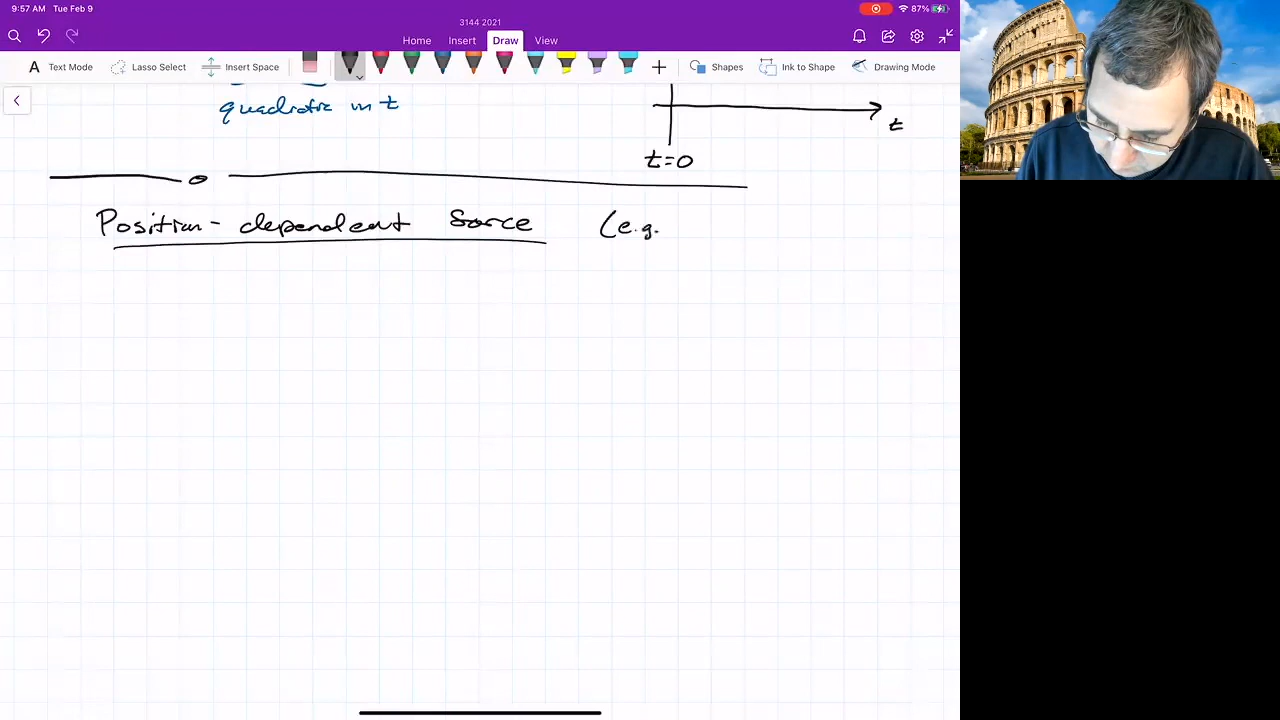 9:57 AM Tue Feb 9
87%
3144 2021
Home Insert Draw View
Text Mode Lasso Select Insert Space Shapes Ink to Shape Drawing Mode
quadratic in t
t
t=0
Position-dependent Force (e.g.